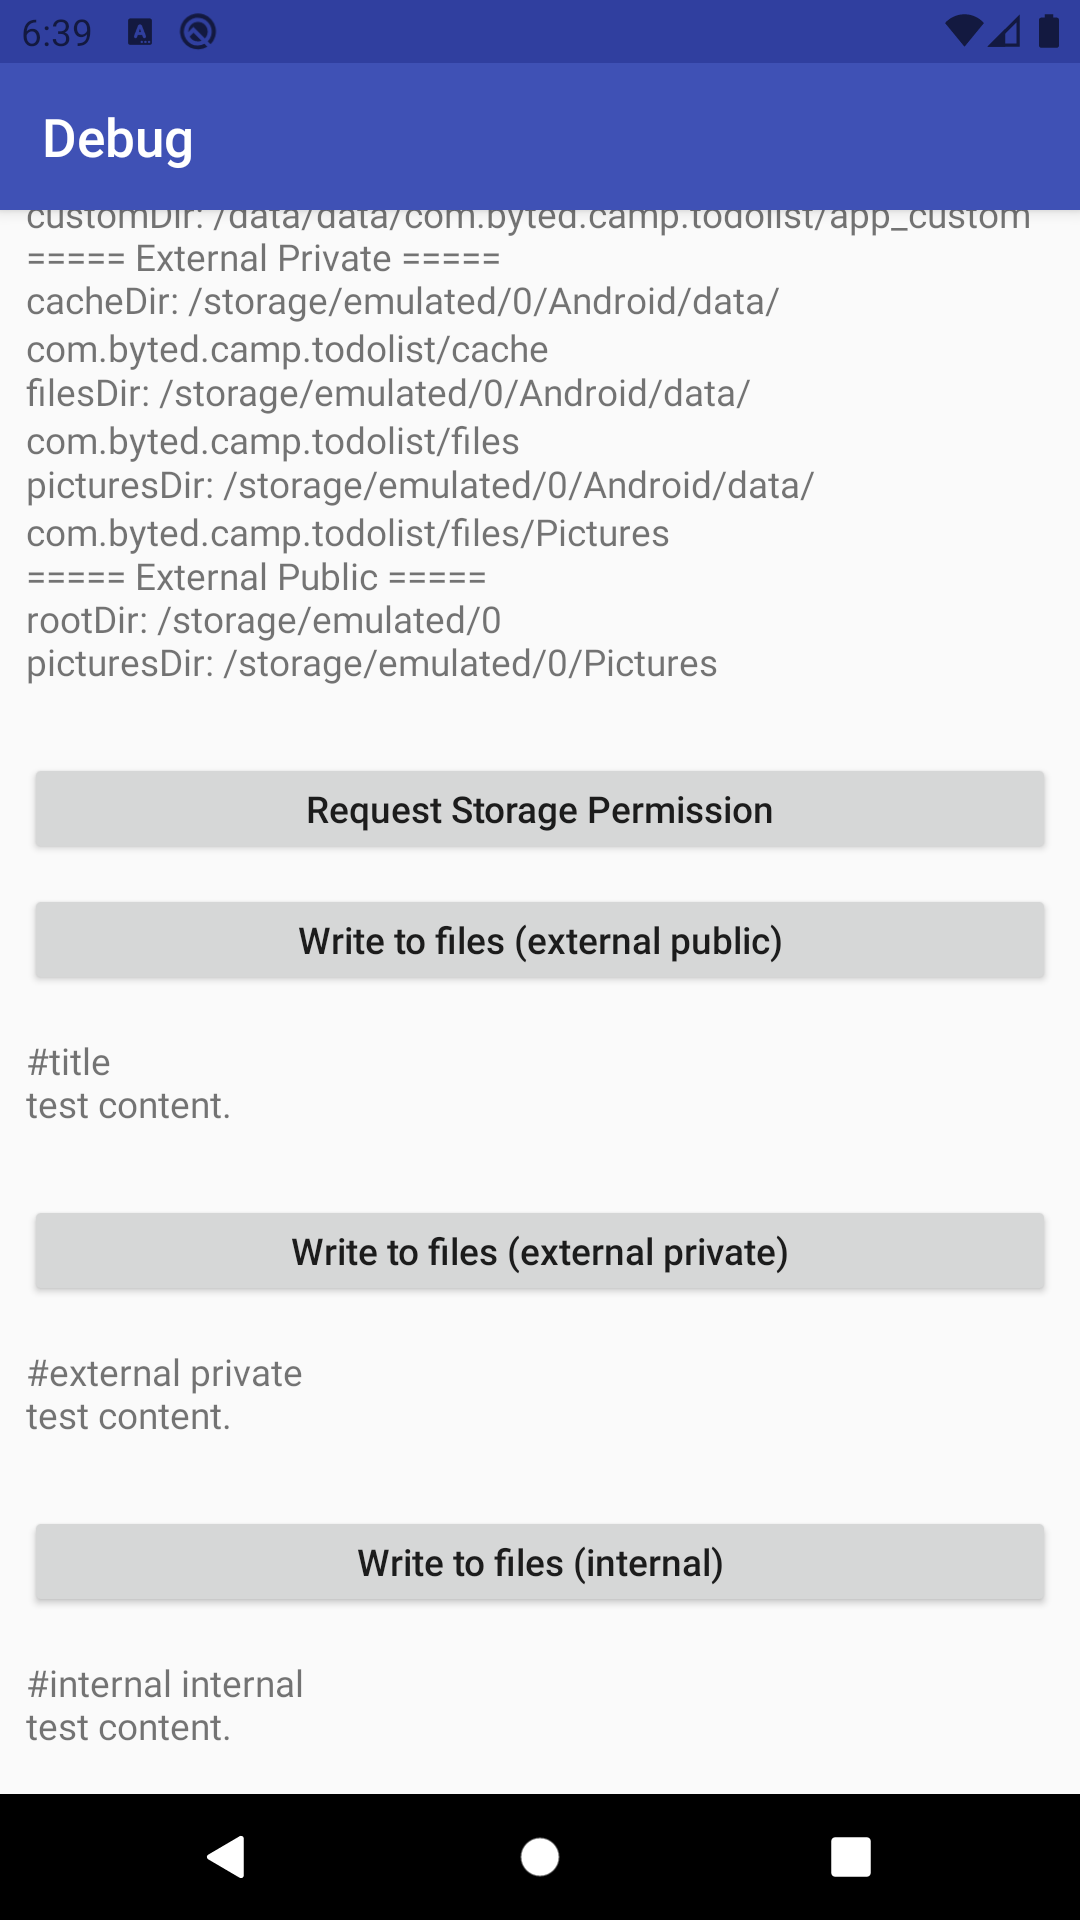 6:39
Debug
customDir: /data/data/com.byted.camp.todolist/app_custom
===== External Private =====
cacheDir: /storage/emulated/0/Android/data/
com.byted.camp.todolist/cache
filesDir: /storage/emulated/0/Android/data/
com.byted.camp.todolist/files
picturesDir: /storage/emulated/0/Android/data/
com.byted.camp.todolist/files/Pictures
===== External Public =====
rootDir: /storage/emulated/0
picturesDir: /storage/emulated/0/Pictures
Request Storage Permission
Write to files (external public)
#title
test content.
Write to files (external private)
#external private
test content.
Write to files (internal)
#internal internal
test content.